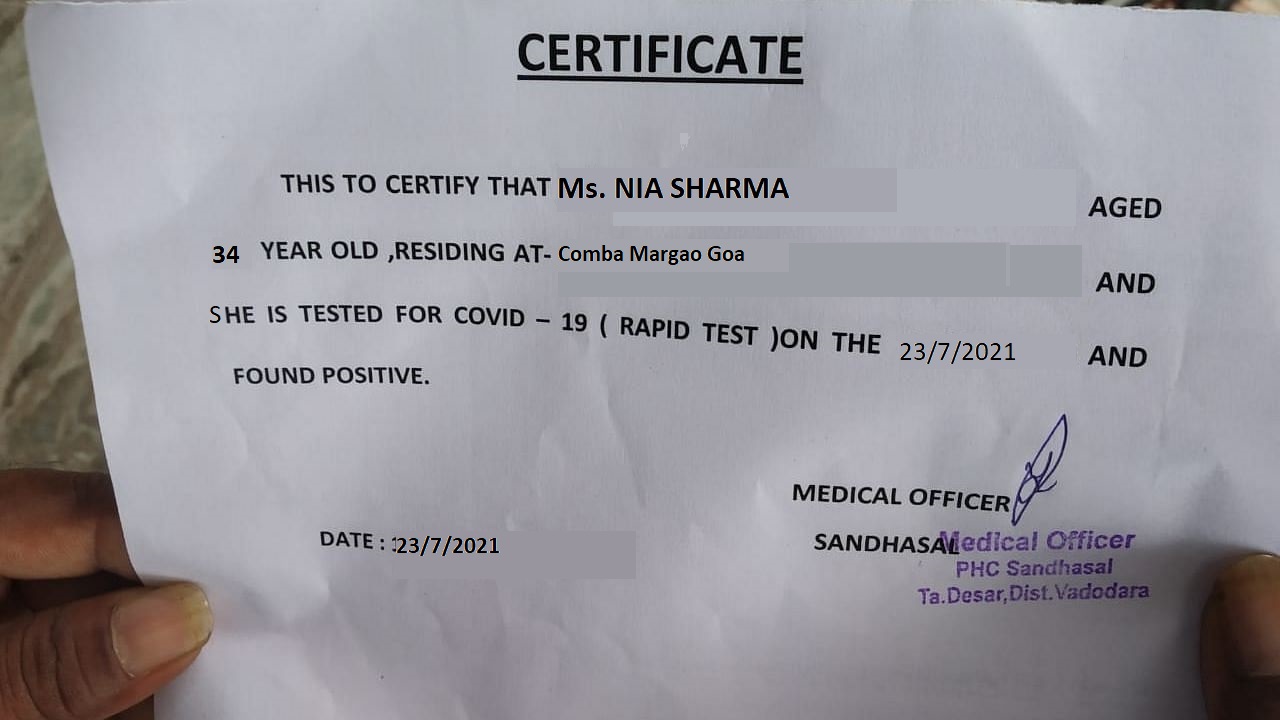 CERTIFICATE
THIS TO CERTIFY THAT Ms. NIA SHARMA AGED
34 YEAR OLD ,RESIDING AT- Comba Margao Goa AND
SHE IS TESTED FOR COVID – 19 ( RAPID TEST )ON THE 23/7/2021 AND
FOUND POSITIVE.
MEDICAL OFFICER
DATE : 23/7/2021 SANDHASAL
Medical Officer
PHC Sandhasal
Ta.Desar,Dist.Vadodara